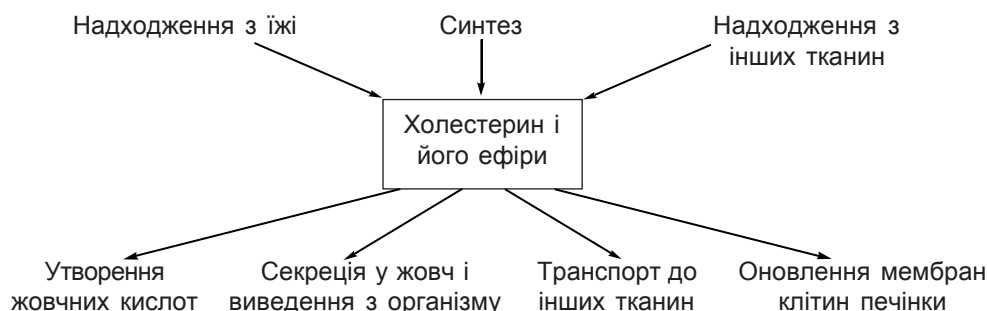 Надходження з їжі
Синтез
Надходження з
інших тканин
Холестерин і
його ефіри
Утворення
жовчних кислот
Секреція у жовч і
виведення з організму
Транспорт до
інших тканин
Оновлення мембран
клітин печінки